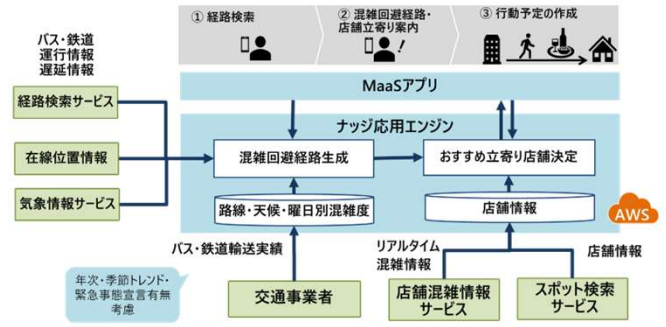 ① 経路検索
② 混雑回避経路・
店舗立寄り案内
③ 行動予定の作成
バス・鉄道
運行情報
遅延情報
MaaSアプリ
経路検索サービス
ナッジ応用エンジン
在線位置情報
混雑回避経路生成
おすすめ立寄り店舗決定
気象情報サービス
路線・天候・曜日別混雑度
店舗情報
AWS
バス・鉄道輸送実績
リアルタイム
混雑情報
店舗情報
年次・季節トレンド・
緊急事態宣言有無
考慮
交通事業者
店舗混雑情報
サービス
スポット検索
サービス